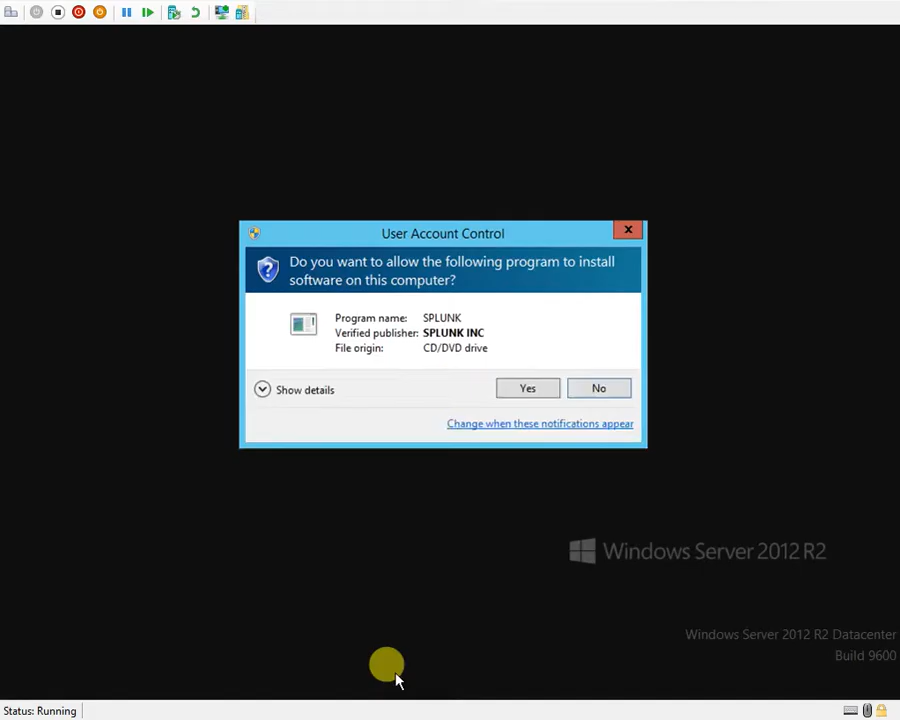 User Account Control
Do you want to allow the following program to install
software on this computer?
Program name: SPLUNK
Verified publisher: SPLUNK INC
File origin: CD/DVD drive
Show details
Yes
No
Change when these notifications appear
Windows Server 2012 R2
Windows Server 2012 R2 Datacenter
Build 9600
Status: Running